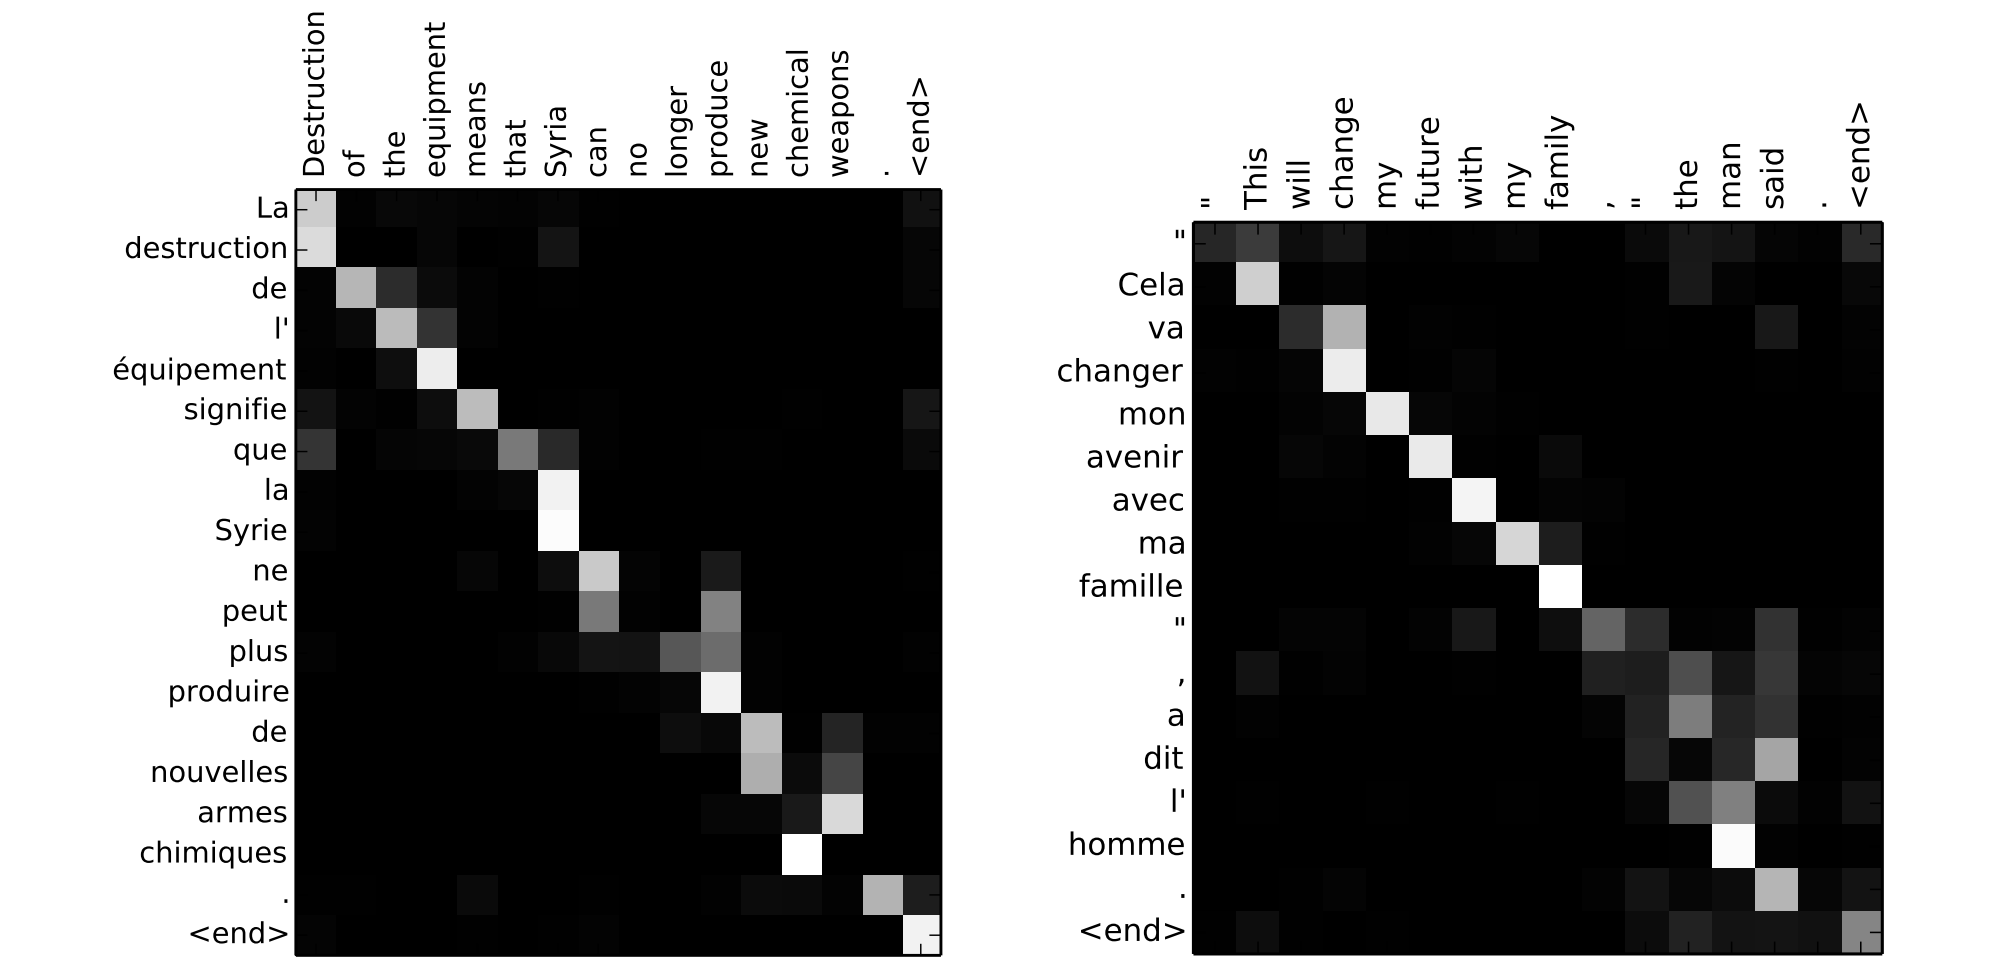 Destruction of the equipment means that Syria can no longer produce new chemical weapons . <end>
La
destruction
de
l'
équipement
signifie
que
la
Syrie
ne
peut
plus
produire
de
nouvelles
armes
chimiques
.
<end>
" This will change my future with my family , " the man said . <end>
"
Cela
va
changer
mon
avenir
avec
ma
famille
"
,
a
dit
l'
homme
.
<end>